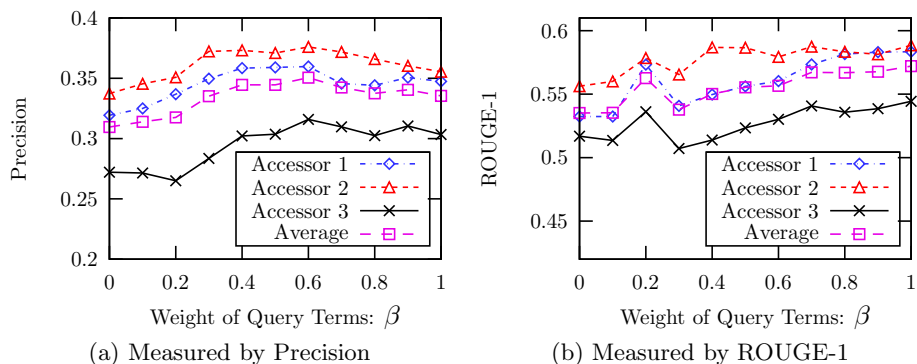 0.4
0.35
0.3
0.25
0.2
Precision
Accessor 1
Accessor 2
Accessor 3
Average
0 0.2 0.4 0.6 0.8 1
Weight of Query Terms: β
(a) Measured by Precision
0.6
0.55
0.5
0.45
ROUGE-1
Accessor 1
Accessor 2
Accessor 3
Average
0 0.2 0.4 0.6 0.8 1
Weight of Query Terms: β
(b) Measured by ROUGE-1